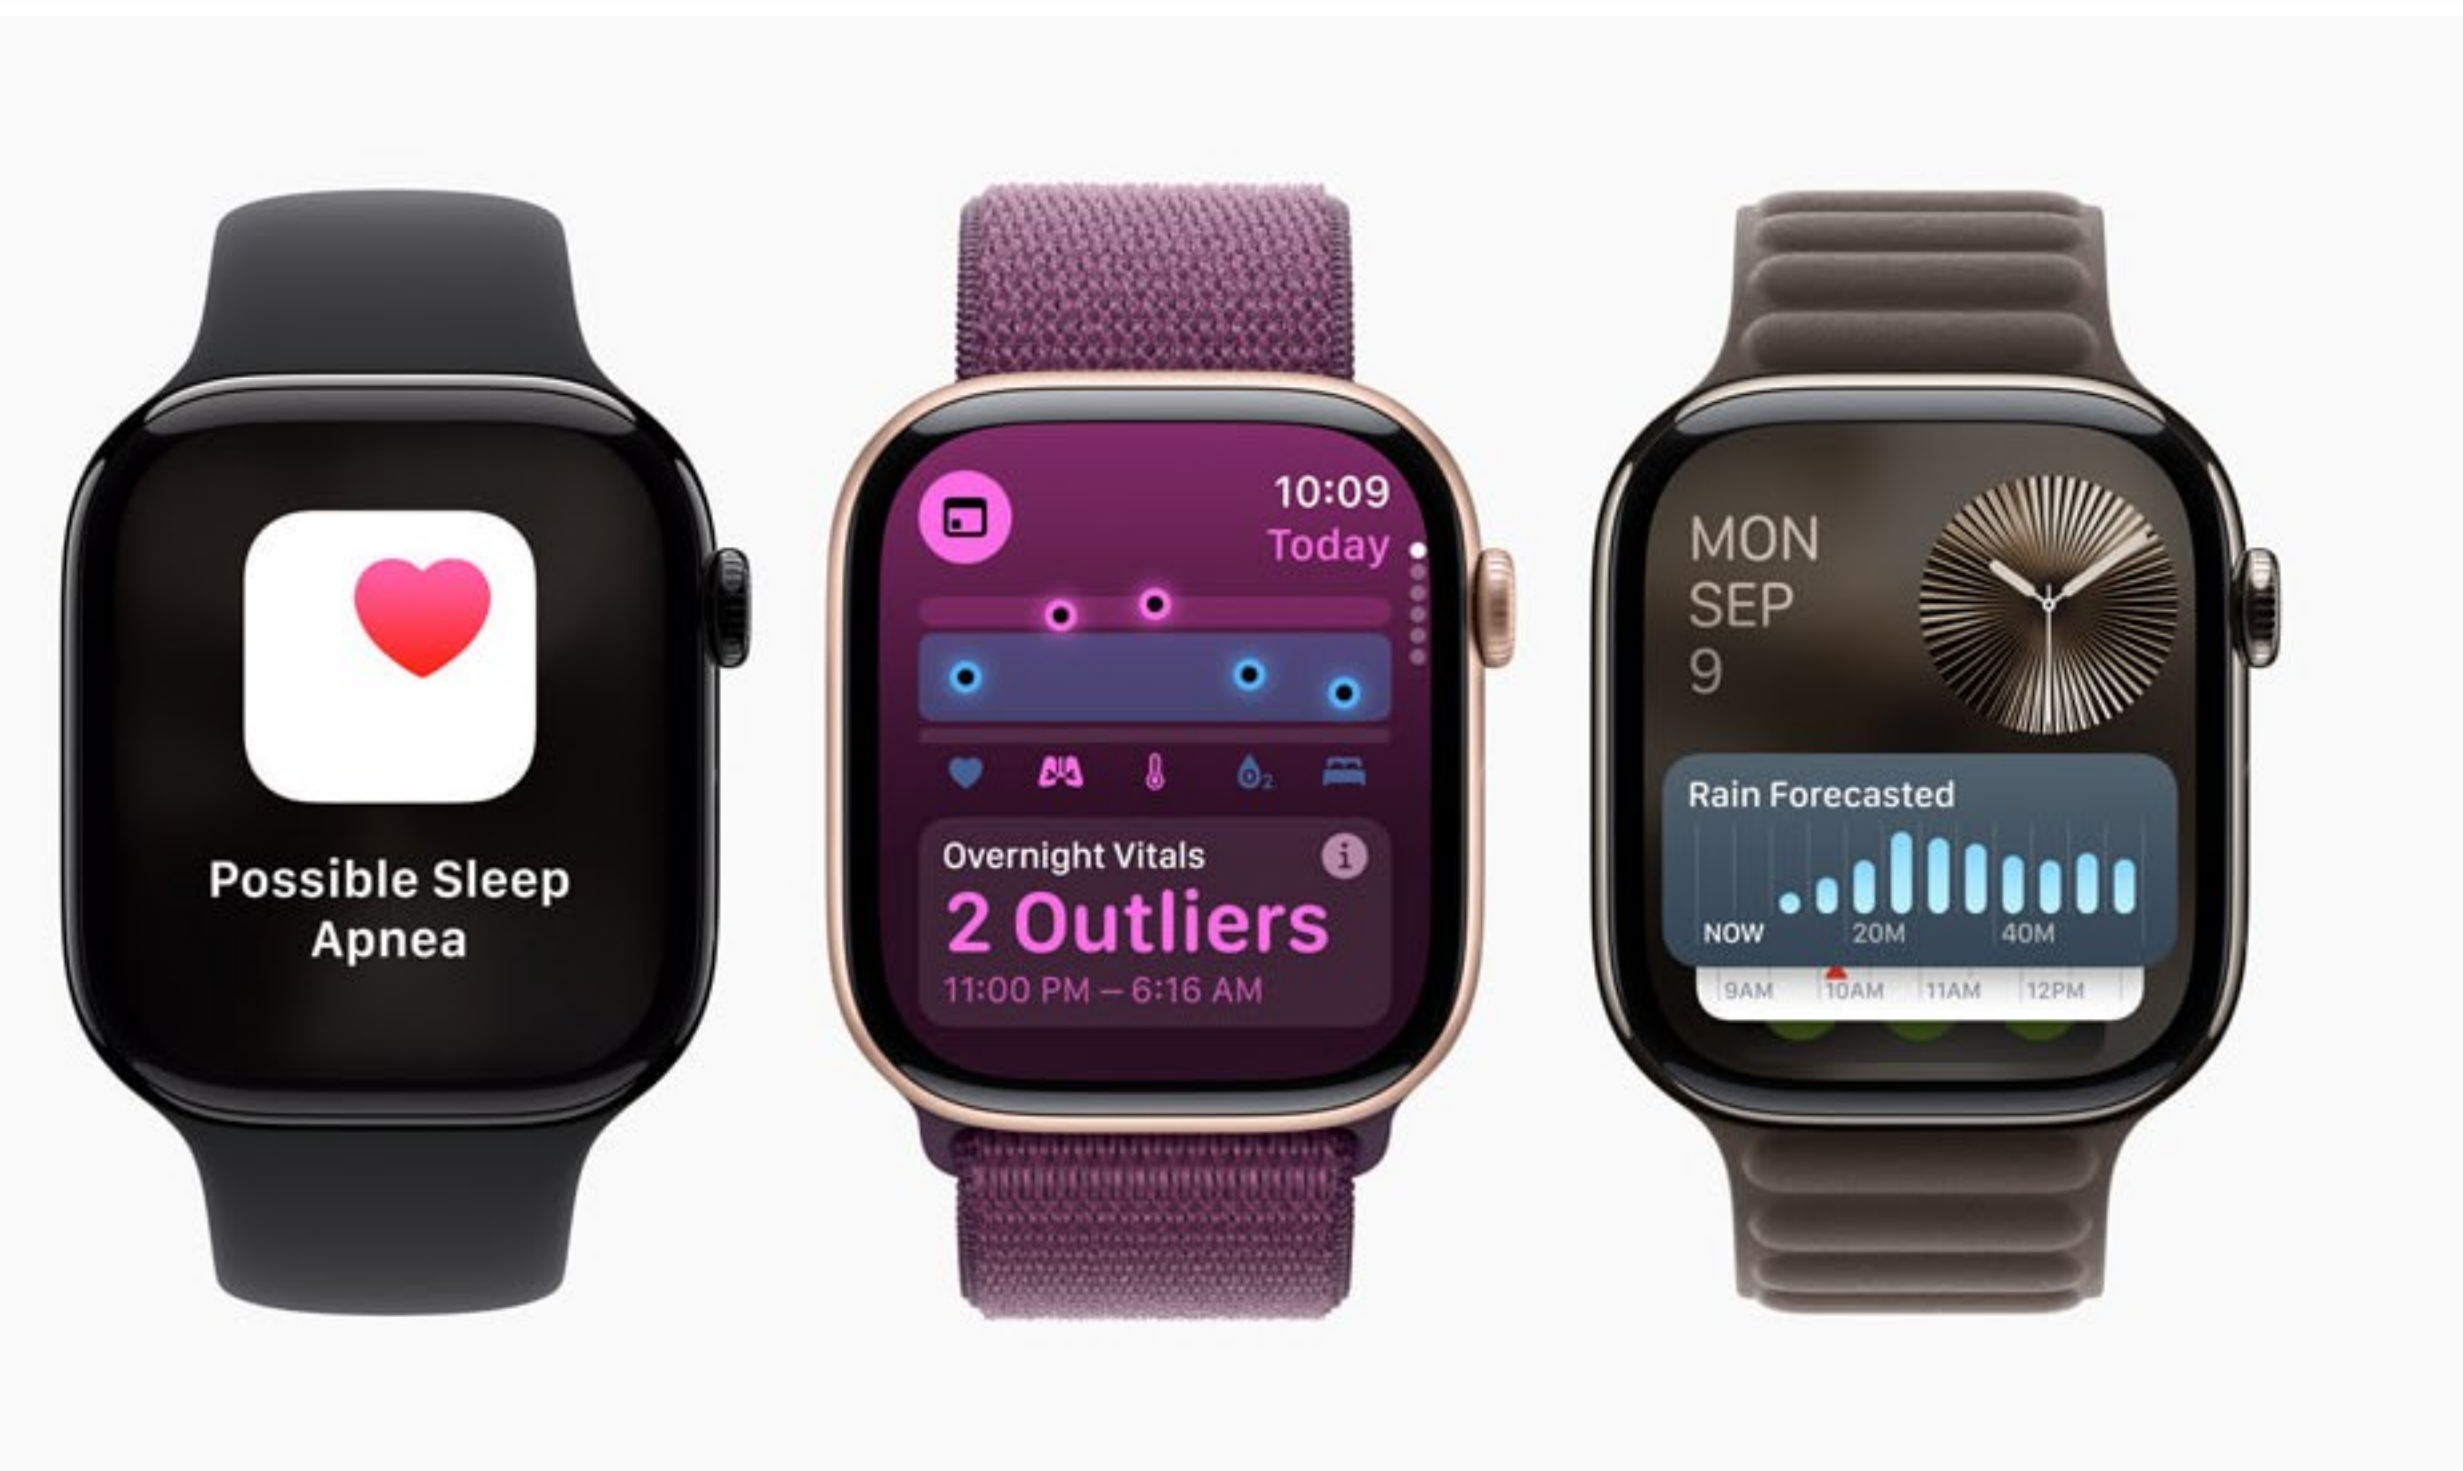 Possible Sleep
Apnea
10:09
Today
2
Overnight Vitals
i
2 Outliers
11:00 PM – 6:16 AM
MON
SEP
9
Rain Forecasted
NOW 20M 40M
9AM 10AM 11AM 12PM